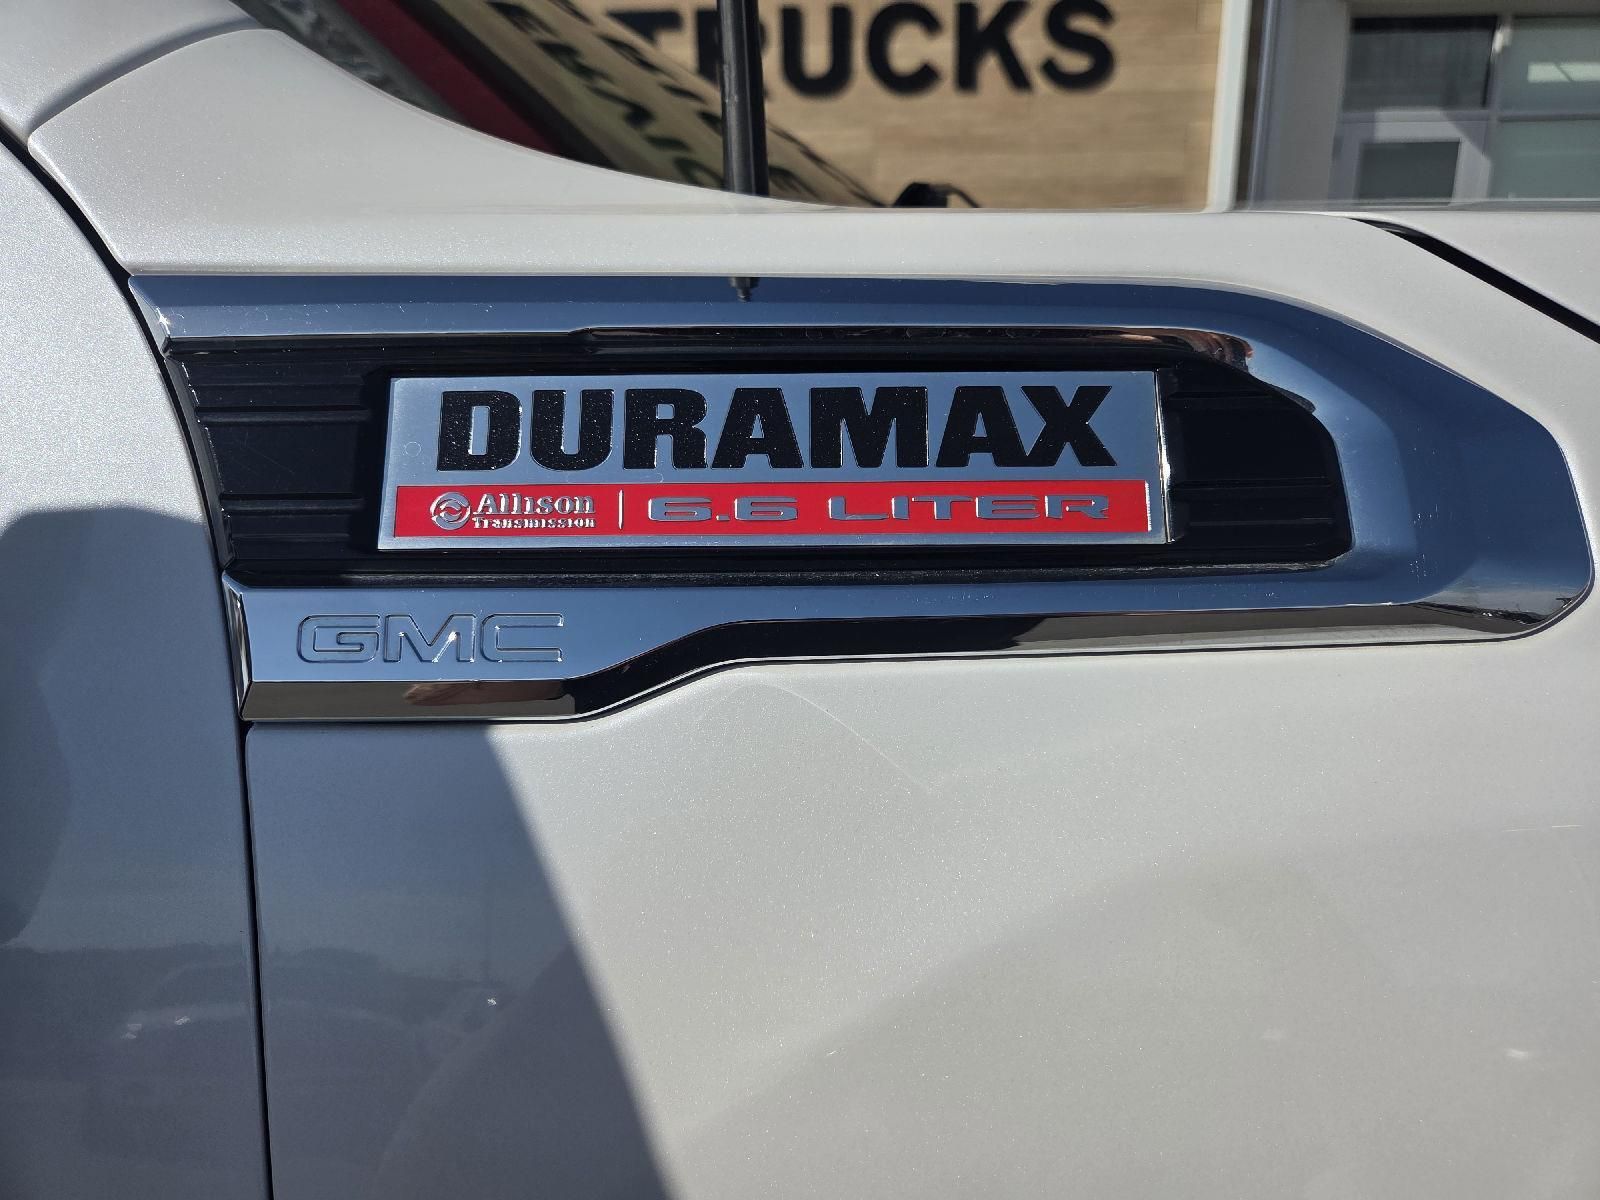 TRUCKS
DURAMAX
Allison Transmission | 6.6 LITER
GMC